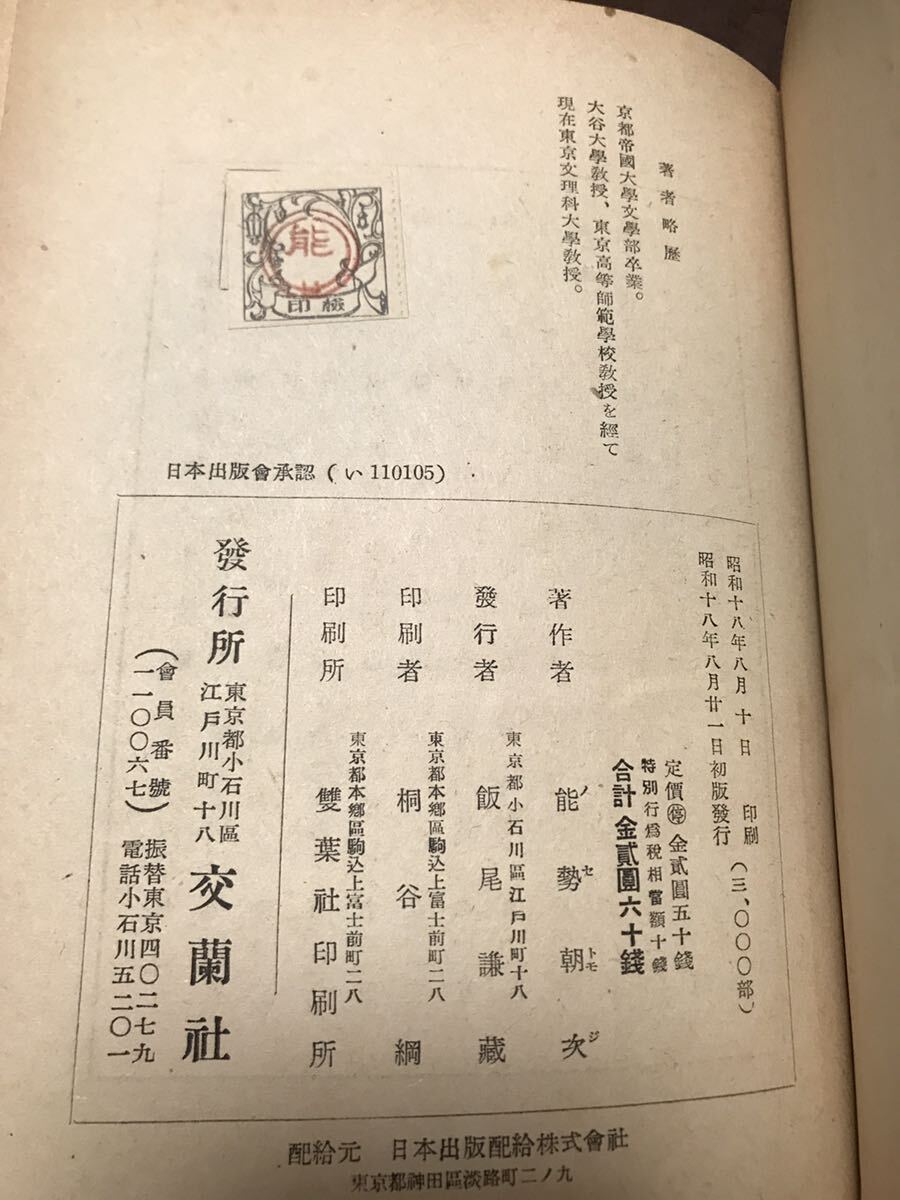 著者略歷
京都帝國大學文學部卒業。
大谷大學敎授、東京高等師範學校敎授を經て
現在東京文理科大學敎授。
能
檢印
日本出版會承認(い110105)
昭和十八年八月十日 印刷
昭和十八年八月廿一日初版發行
(三、〇〇〇部)
定價㊡金貳圓五十錢
特別行爲稅相當額十錢
合計金貳圓六十錢
著作者 能勢朝次
ノセトモジ
發行者 東京都小石川區江戶川町十八
飯尾謙藏
印刷者 東京都本鄕區駒込上富士前町二八
桐谷綱
印刷所 東京都本鄕區駒込上富士前町二八
雙葉社印刷所
發行所 東京都小石川區
江戶川町十八
交蘭社
(會員番號
一一〇〇六七)
振替東京四〇二七九
電話小石川五二〇一
配給元 日本出版配給株式會社
東京都神田區淡路町二ノ九